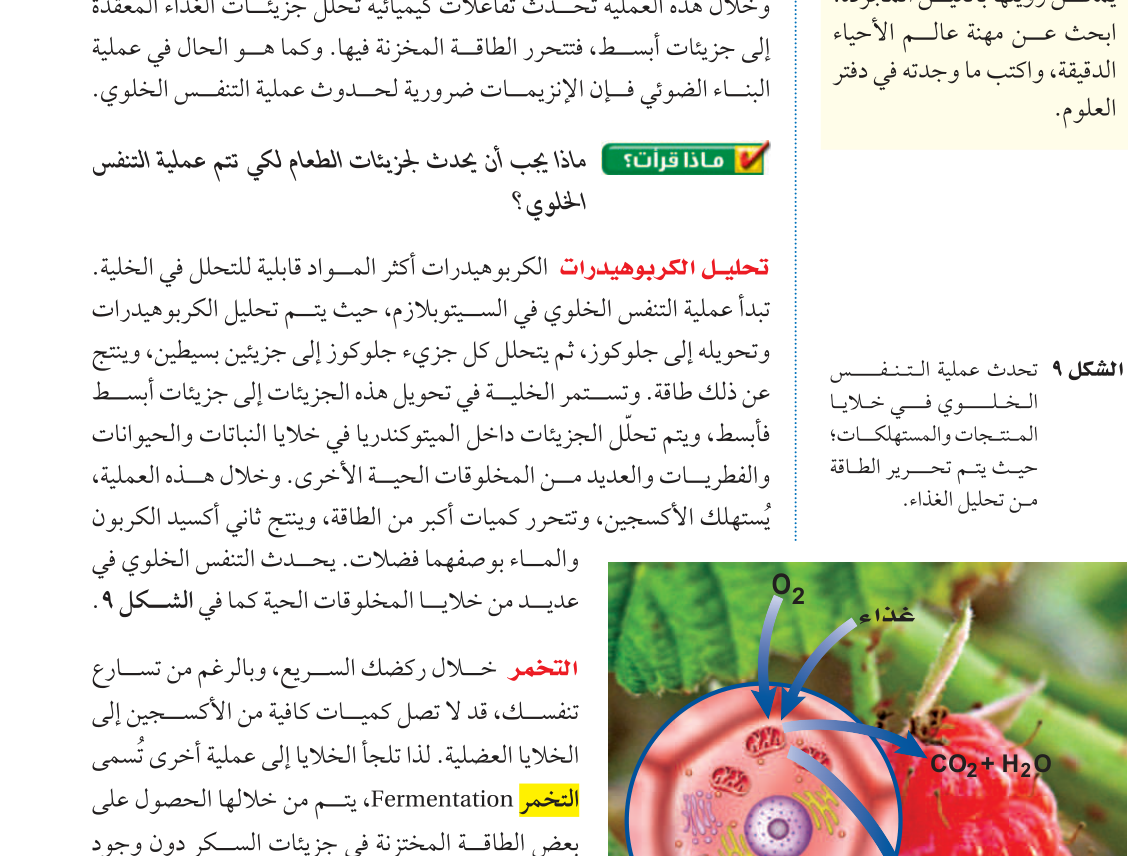 وخلال هذه العملية تحدث تفاعلات كيميائية تحلل جزيئات الغذاء المعقدة
إلى جزيئات أبسط، فتتحرر الطاقة المخزنة فيها. وكما هو الحال في عملية
البناء الضوئي فإن الإنزيمات ضرورية لحدوث عملية التنفس الخلوي.
ماذا قرأت؟ ماذا يجب أن يحدث لجزيئات الطعام لكي تتم عملية التنفس
الخلوي؟
تحليل الكربوهيدرات الكربوهيدرات أكثر المواد قابلية للتحلل في الخلية.
تبدأ عملية التنفس الخلوي في السيتوبلازم، حيث يتم تحليل الكربوهيدرات
وتحويله إلى جلوكوز، ثم يتحلل كل جزيء جلوكوز إلى جزيئين بسيطين، وينتج
عن ذلك طاقة. وتستمر الخلية في تحويل هذه الجزيئات إلى جزيئات أبسط
فأبسط، ويتم تحلّل الجزيئات داخل الميتوكندريا في خلايا النباتات والحيوانات
والفطريات والعديد من المخلوقات الحية الأخرى. وخلال هذه العملية،
يُستهلك الأكسجين، وتتحرر كميات أكبر من الطاقة، وينتج ثاني أكسيد الكربون
والماء بوصفهما فضلات. يحدث التنفس الخلوي في
عديد من خلايا المخلوقات الحية كما في الشكل ٩.
التخمر خلال ركضك السريع، وبالرغم من تسارع
تنفسك، قد لا تصل كميات كافية من الأكسجين إلى
الخلايا العضلية. لذا تلجأ الخلايا إلى عملية أخرى تُسمى
التخمر Fermentation، يتم من خلالها الحصول على
بعض الطاقة المختزنة في جزيئات السكر دون وجود
ابحث عن مهنة عالم الأحياء
الدقيقة، واكتب ما وجدته في دفتر
العلوم.
الشكل ٩ تحدث عملية التنفس
الخلوي في خلايا
المنتجات والمستهلكات؛
حيث يتم تحرير الطاقة
من تحليل الغذاء.
O2
غذاء
CO2 + H2O